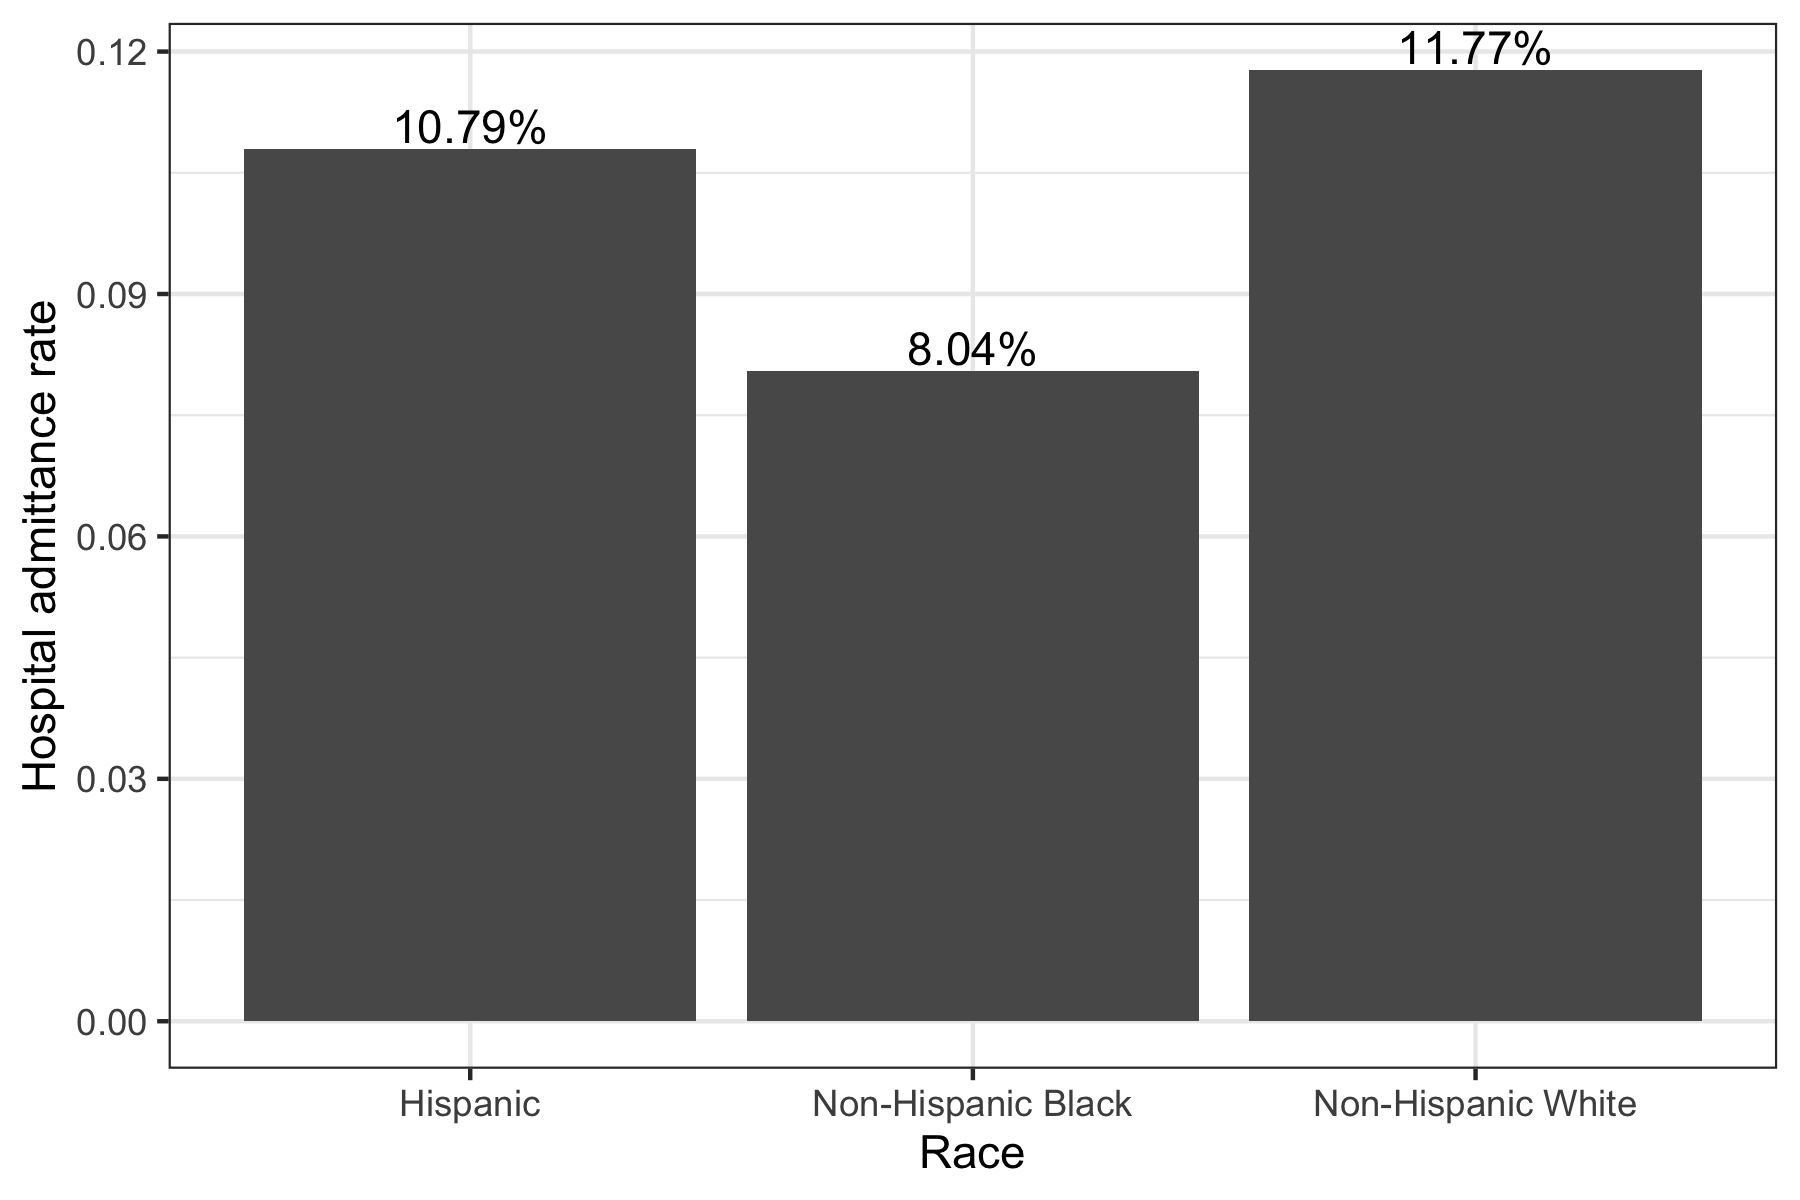 0.12
0.09
0.06
0.03
0.00
Hospital admittance rate
10.79%
8.04%
11.77%
Hispanic
Non-Hispanic Black
Non-Hispanic White
Race